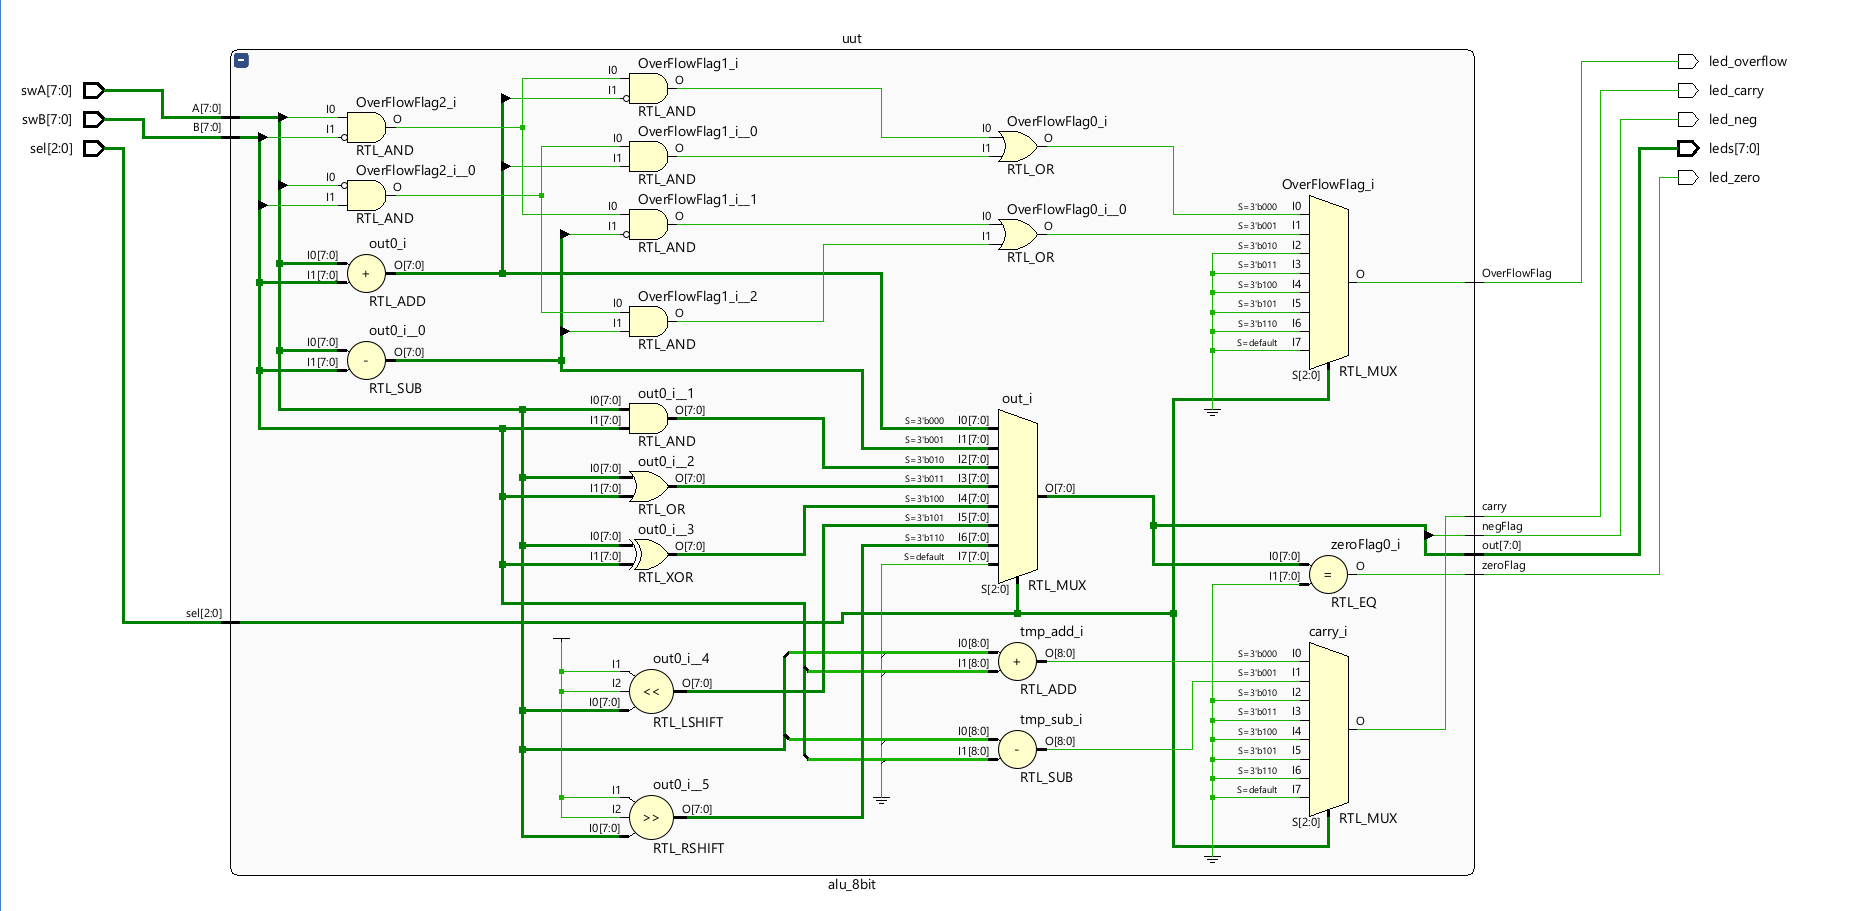 uut
swA[7:0]
swB[7:0]
sel[2:0]
A[7:0]
B[7:0]
sel[2:0]
OverFlowFlag2_i
I0
I1
O
RTL_AND
OverFlowFlag2_i__0
I0
I1
O
RTL_AND
out0_i
I0[7:0]
I1[7:0]
+
O[7:0]
RTL_ADD
out0_i__0
I0[7:0]
I1[7:0]
-
O[7:0]
RTL_SUB
OverFlowFlag1_i
I0
I1
O
RTL_AND
OverFlowFlag1_i__0
I0
I1
O
RTL_AND
OverFlowFlag1_i__1
I0
I1
O
RTL_AND
OverFlowFlag1_i__2
I0
I1
O
RTL_AND
out0_i__1
I0[7:0]
I1[7:0]
O[7:0]
RTL_AND
out0_i__2
I0[7:0]
I1[7:0]
O[7:0]
RTL_OR
out0_i__3
I0[7:0]
I1[7:0]
O[7:0]
RTL_XOR
out0_i__4
I1
I2
I0[7:0]
<<
O[7:0]
RTL_LSHIFT
out0_i__5
I1
I2
I0[7:0]
>>
O[7:0]
RTL_RSHIFT
OverFlowFlag0_i
I0
I1
O
RTL_OR
OverFlowFlag0_i__0
I0
I1
O
RTL_OR
out_i
S=3'b000 I0[7:0]
S=3'b001 I1[7:0]
S=3'b010 I2[7:0]
S=3'b011 I3[7:0]
S=3'b100 I4[7:0]
S=3'b101 I5[7:0]
S=3'b110 I6[7:0]
S=default I7[7:0]
S[2:0]
O[7:0]
RTL_MUX
tmp_add_i
I0[8:0]
I1[8:0]
+
O[8:0]
RTL_ADD
tmp_sub_i
I0[8:0]
I1[8:0]
-
O[8:0]
RTL_SUB
OverFlowFlag_i
S=3'b000 I0
S=3'b001 I1
S=3'b010 I2
S=3'b011 I3
S=3'b100 I4
S=3'b101 I5
S=3'b110 I6
S=default I7
S[2:0]
O
RTL_MUX
zeroFlag0_i
I0[7:0]
I1[7:0]
=
O
RTL_EQ
carry_i
S=3'b000 I0
S=3'b001 I1
S=3'b010 I2
S=3'b011 I3
S=3'b100 I4
S=3'b101 I5
S=3'b110 I6
S=default I7
S[2:0]
O
RTL_MUX
OverFlowFlag
carry
negFlag
out[7:0]
zeroFlag
led_overflow
led_carry
led_neg
leds[7:0]
led_zero
alu_8bit